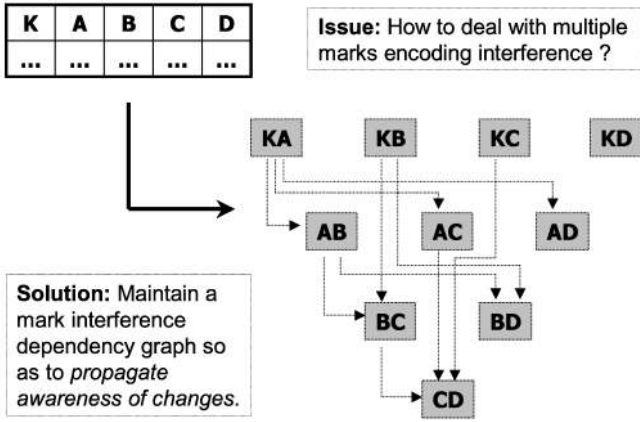 K A B C D
... ... ... ... ...
Issue: How to deal with multiple
marks encoding interference ?
KA KB KC KD
AB AC AD
Solution: Maintain a
mark interference
dependency graph so
as to propagate
awareness of changes.
BC BD
CD